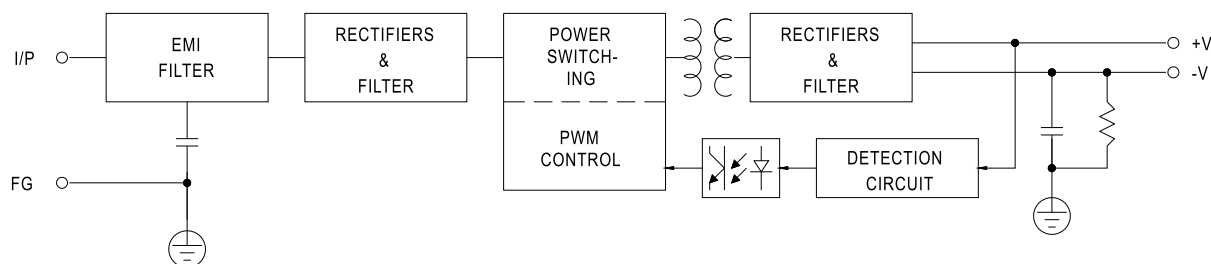 I/P
EMI
FILTER
RECTIFIERS
&
FILTER
POWER
SWITCH-
ING
PWM
CONTROL
RECTIFIERS
&
FILTER
+V
-V
DETECTION
CIRCUIT
FG